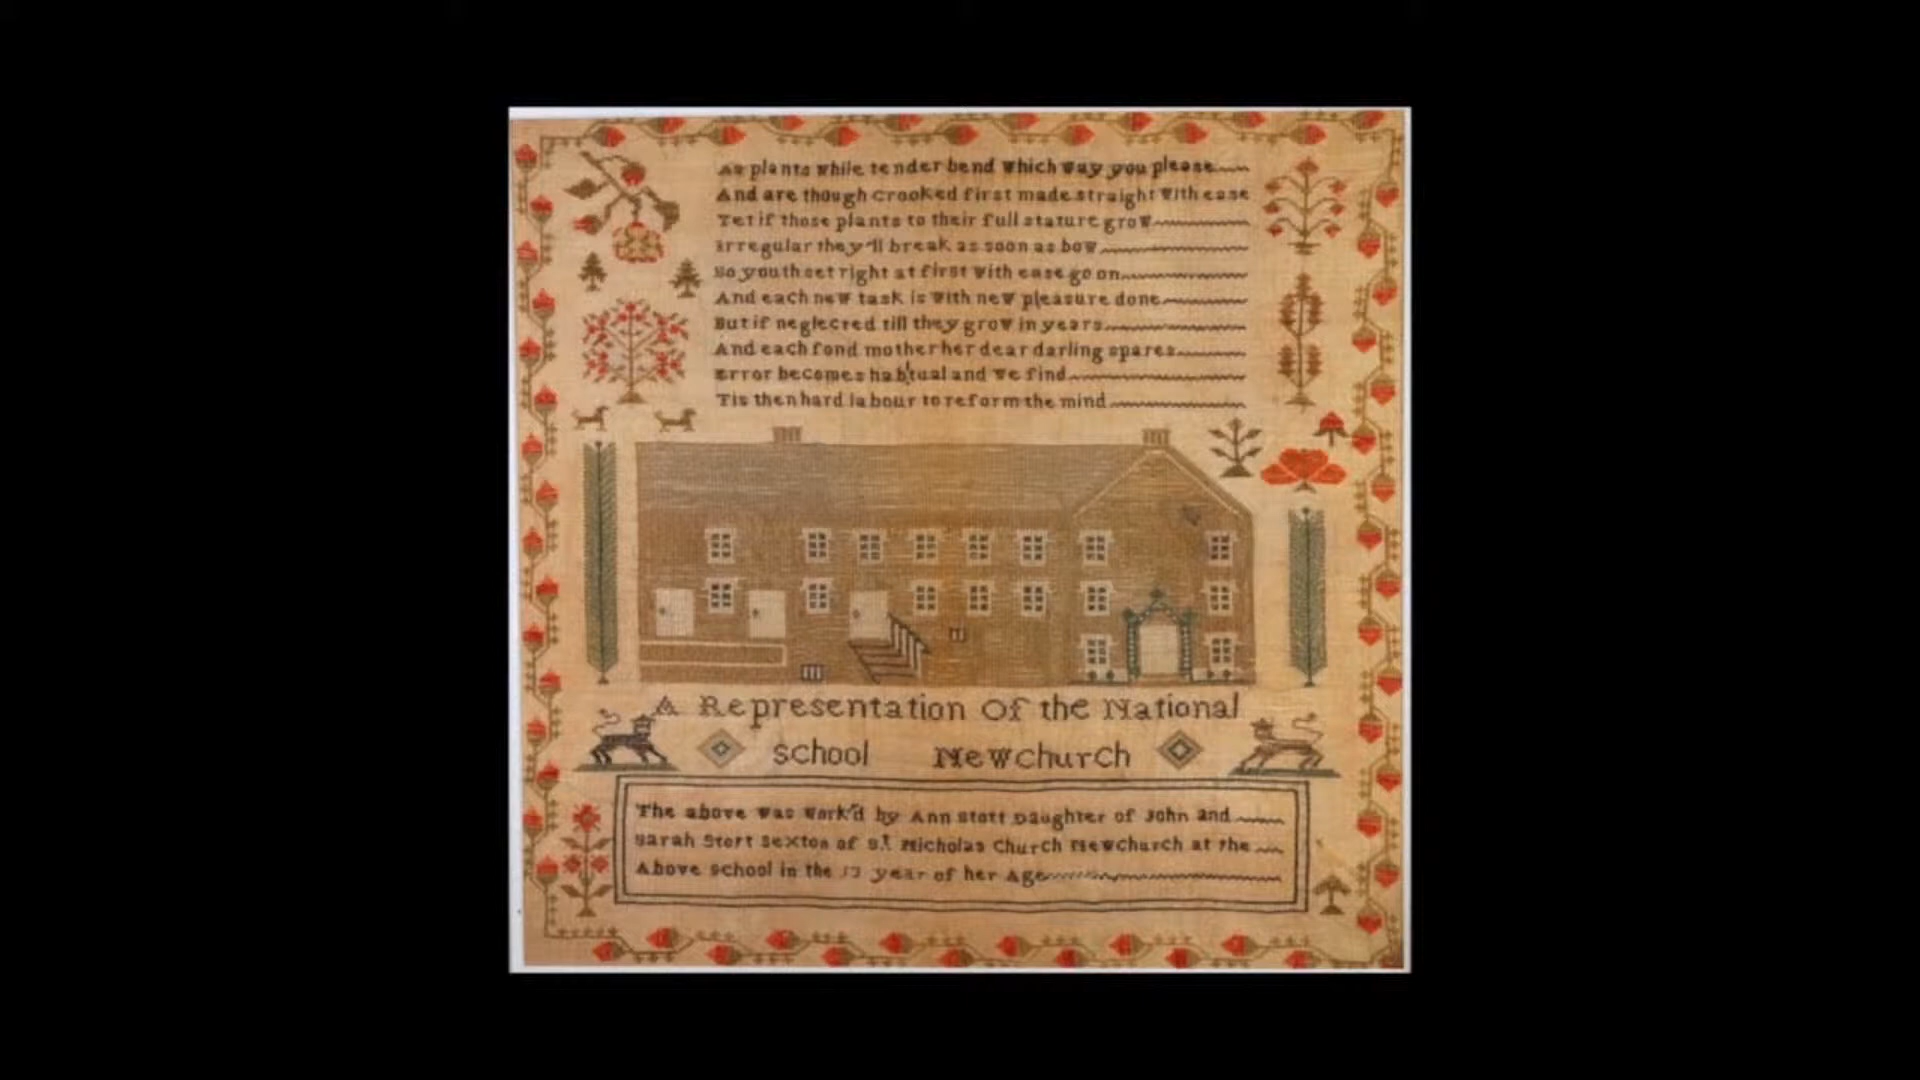 As plants while tender bend which way you please
And are though crooked first made straight with ease
Yet if those plants to their full stature grow
Irregular they'll break as soon as bow
So youth set right at first with ease go on
And each new task is with new pleasure done
But if neglected till they grow in years
And each fond mother her dear darling spares
Error becomes habitual and we find
'Tis then hard labour to reform the mind
A Representation Of the National
school Newchurch
The above was work'd by Ann Stott Daughter of John and
Sarah Stott Sexton of St Nicholas Church Newchurch at the
Above school in the year of her Age